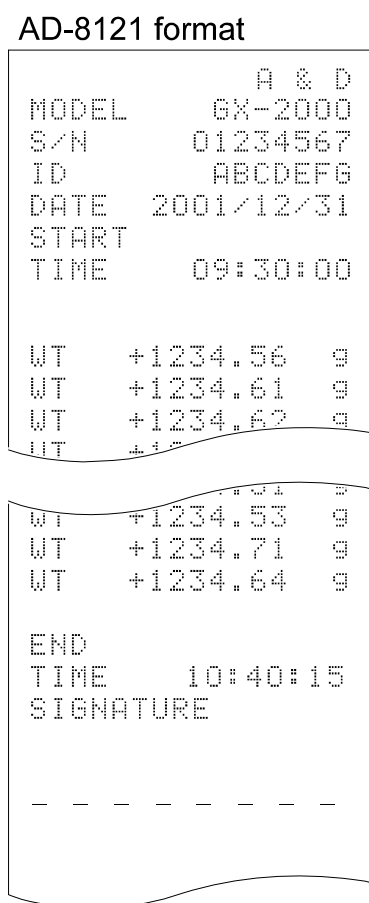 AD-8121 format
A & D
MODEL GX-2000
S/N 01234567
ID ABCDEFG
DATE 2001/12/31
START
TIME 09:30:00
WT +1234.56 g
WT +1234.61 g
WT +1234.62 g
WT
WT +1234.53 g
WT +1234.71 g
WT +1234.64 g
END
TIME 10:40:15
SIGNATURE
_ _ _ _ _ _ _ _